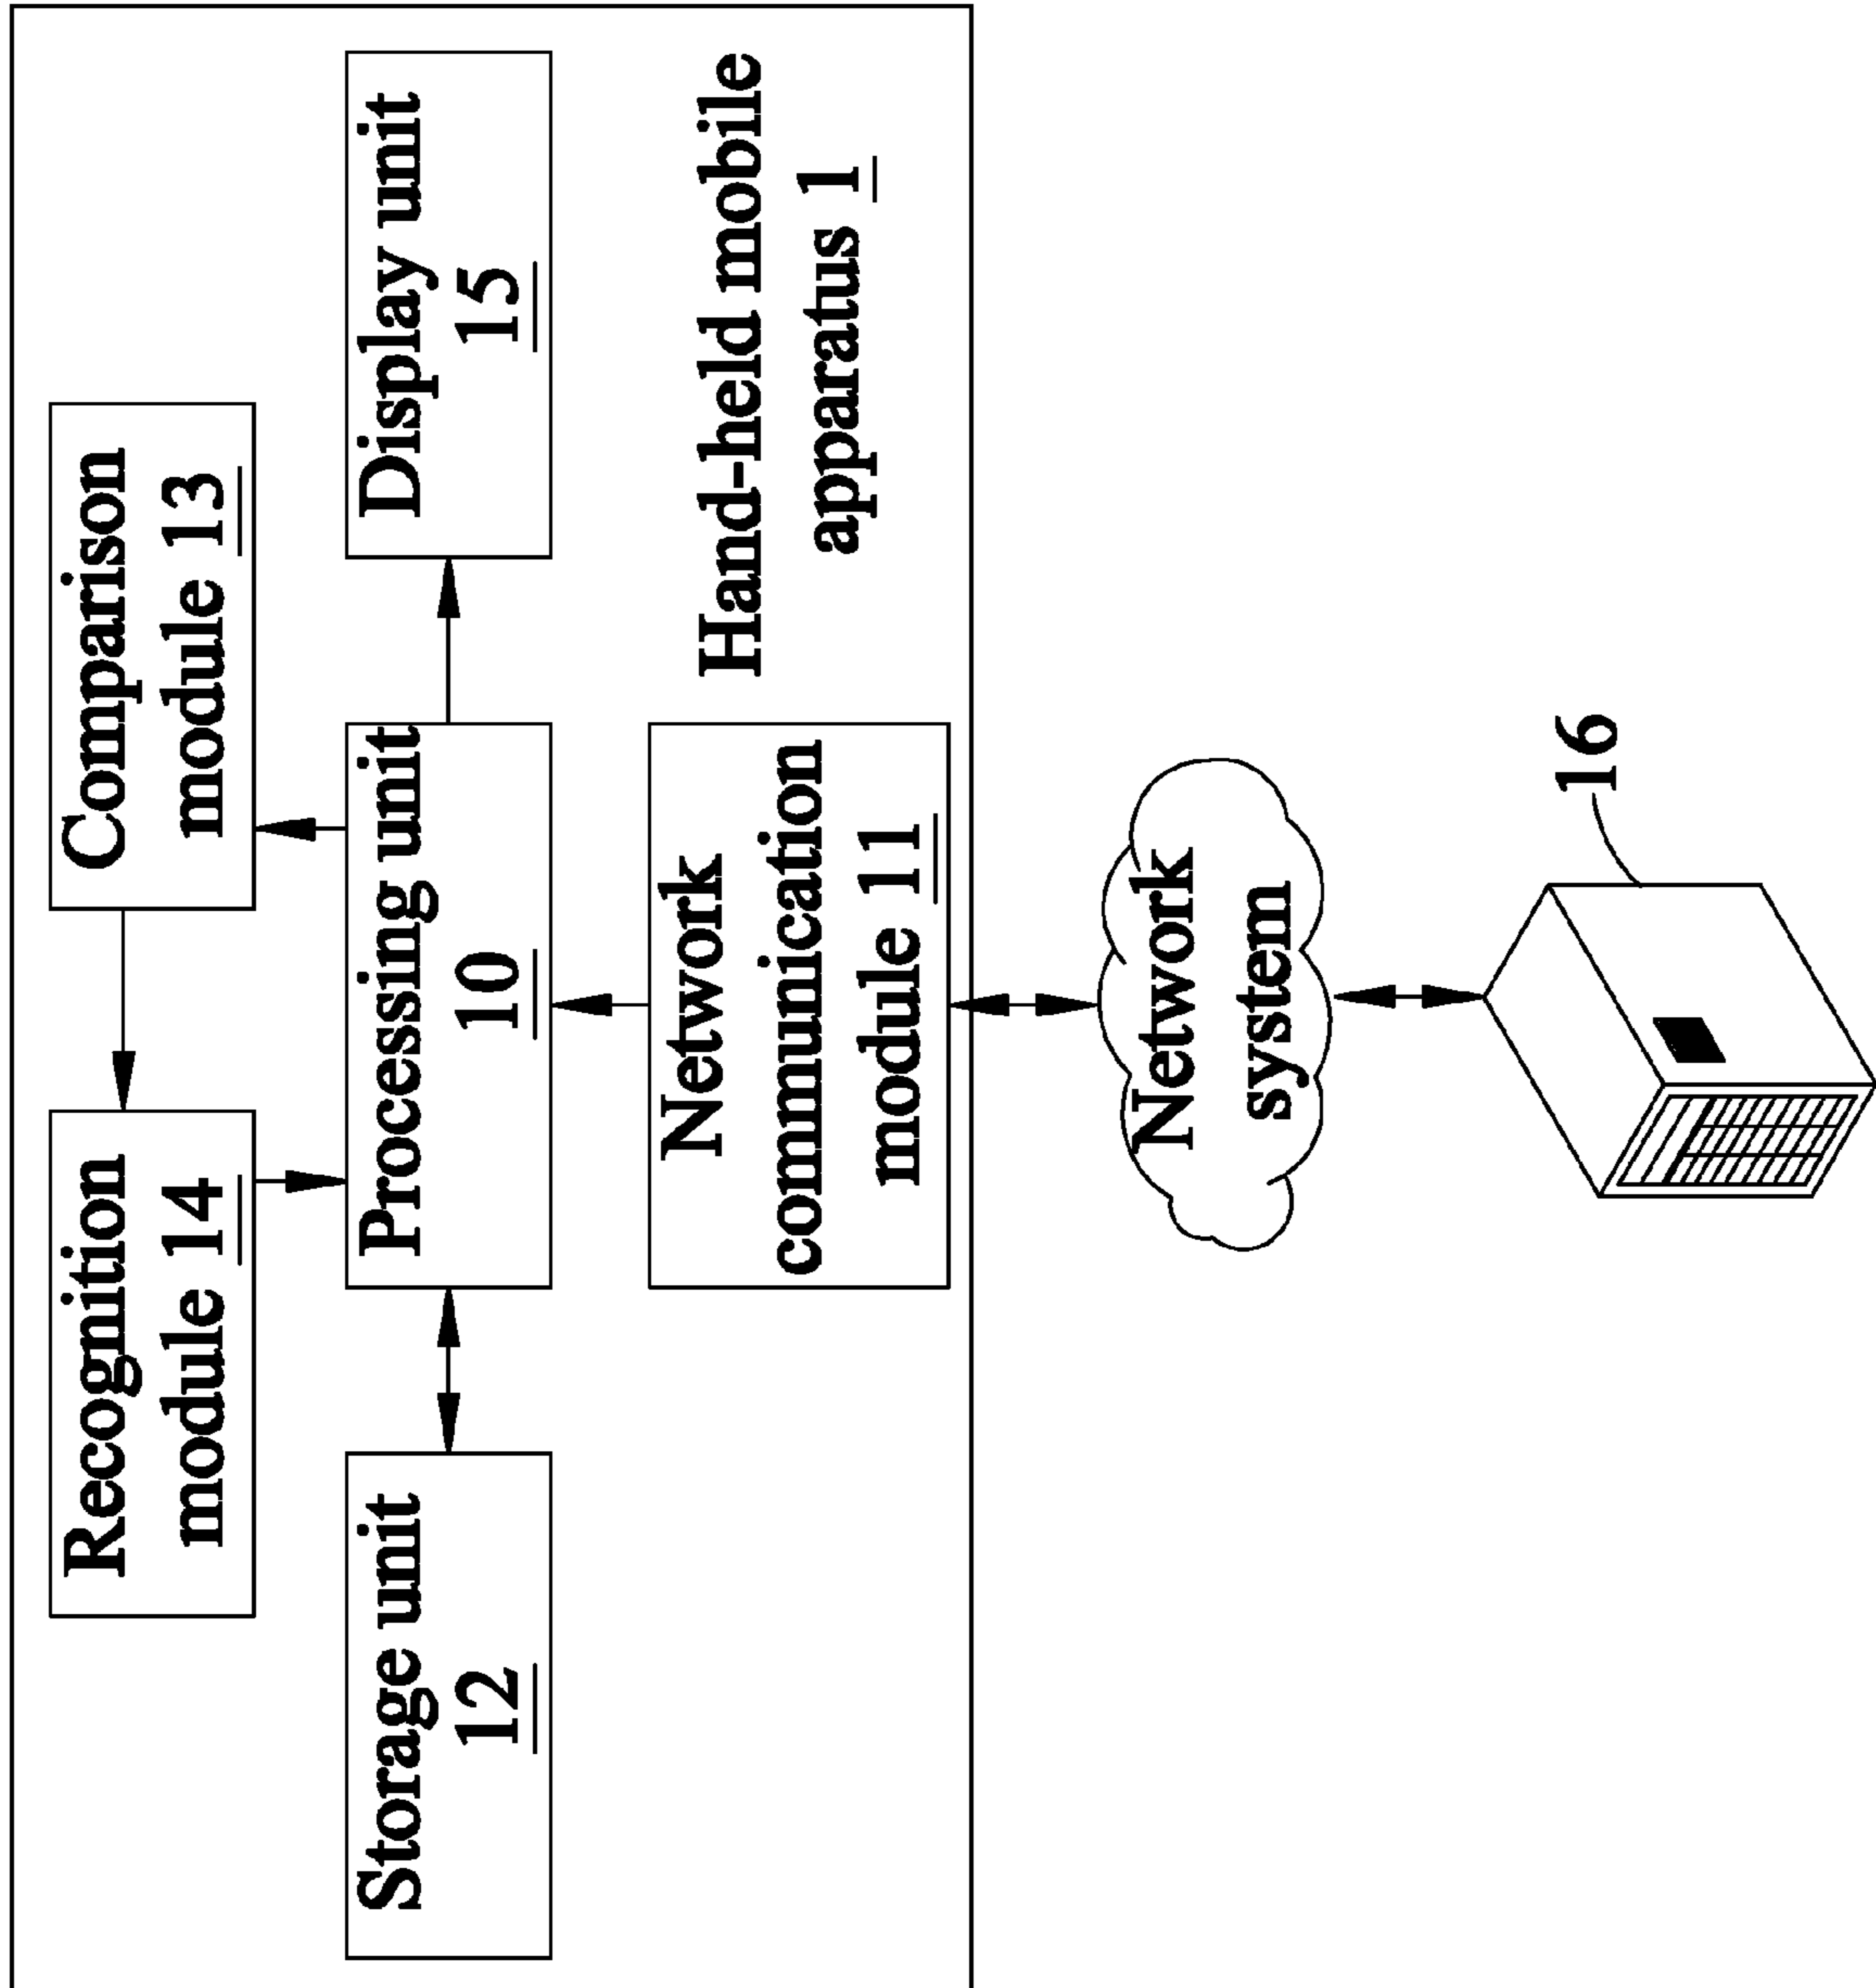 Recognition
module 14
Comparison
module 13
Storage unit
12
Processing unit
10
Display unit
15
Network
communication
module 11
Hand-held mobile
apparatus 1
Network
system
16